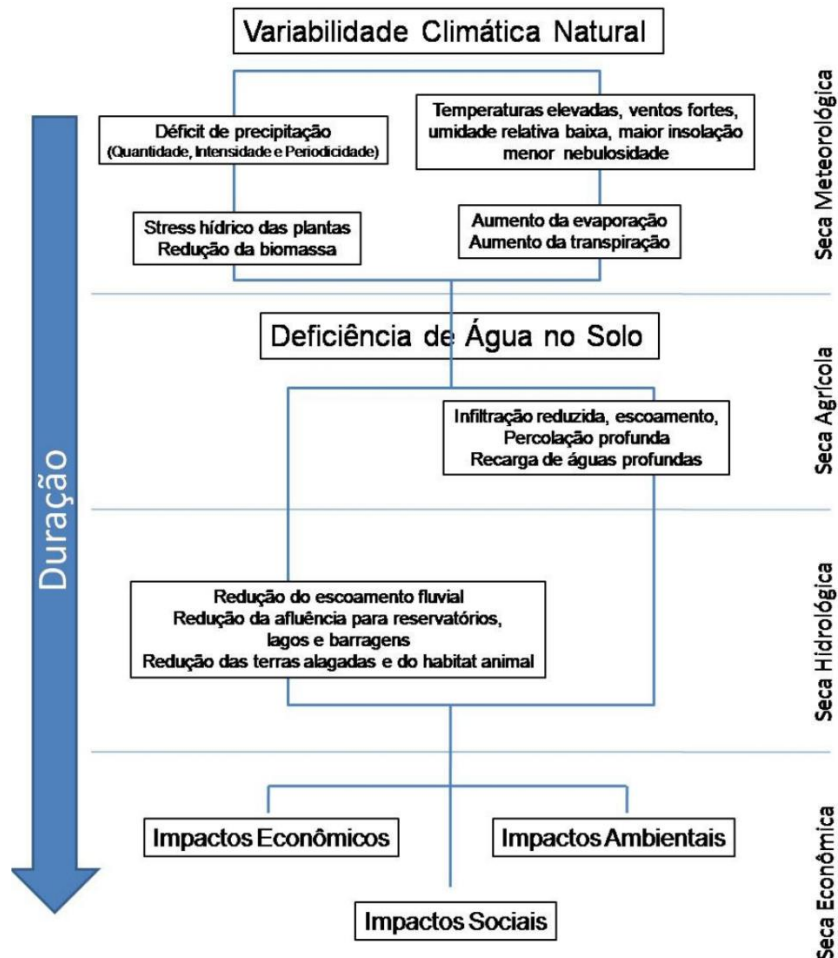 Variabilidade Climática Natural
Déficit de precipitação
(Quantidade, Intensidade e Periodicidade)
Temperaturas elevadas, ventos fortes,
umidade relativa baixa, maior insolação
menor nebulosidade
Stress hídrico das plantas
Redução da biomassa
Aumento da evaporação
Aumento da transpiração
Seca Meteorológica
Deficiência de Água no Solo
Infiltração reduzida, escoamento,
Percolação profunda
Recarga de águas profundas
Seca Agrícola
Duração
Redução do escoamento fluvial
Redução da afluência para reservatórios,
lagos e barragens
Redução das terras alagadas e do habitat animal
Seca Hidrológica
Impactos Econômicos
Impactos Ambientais
Impactos Sociais
Seca Econômica